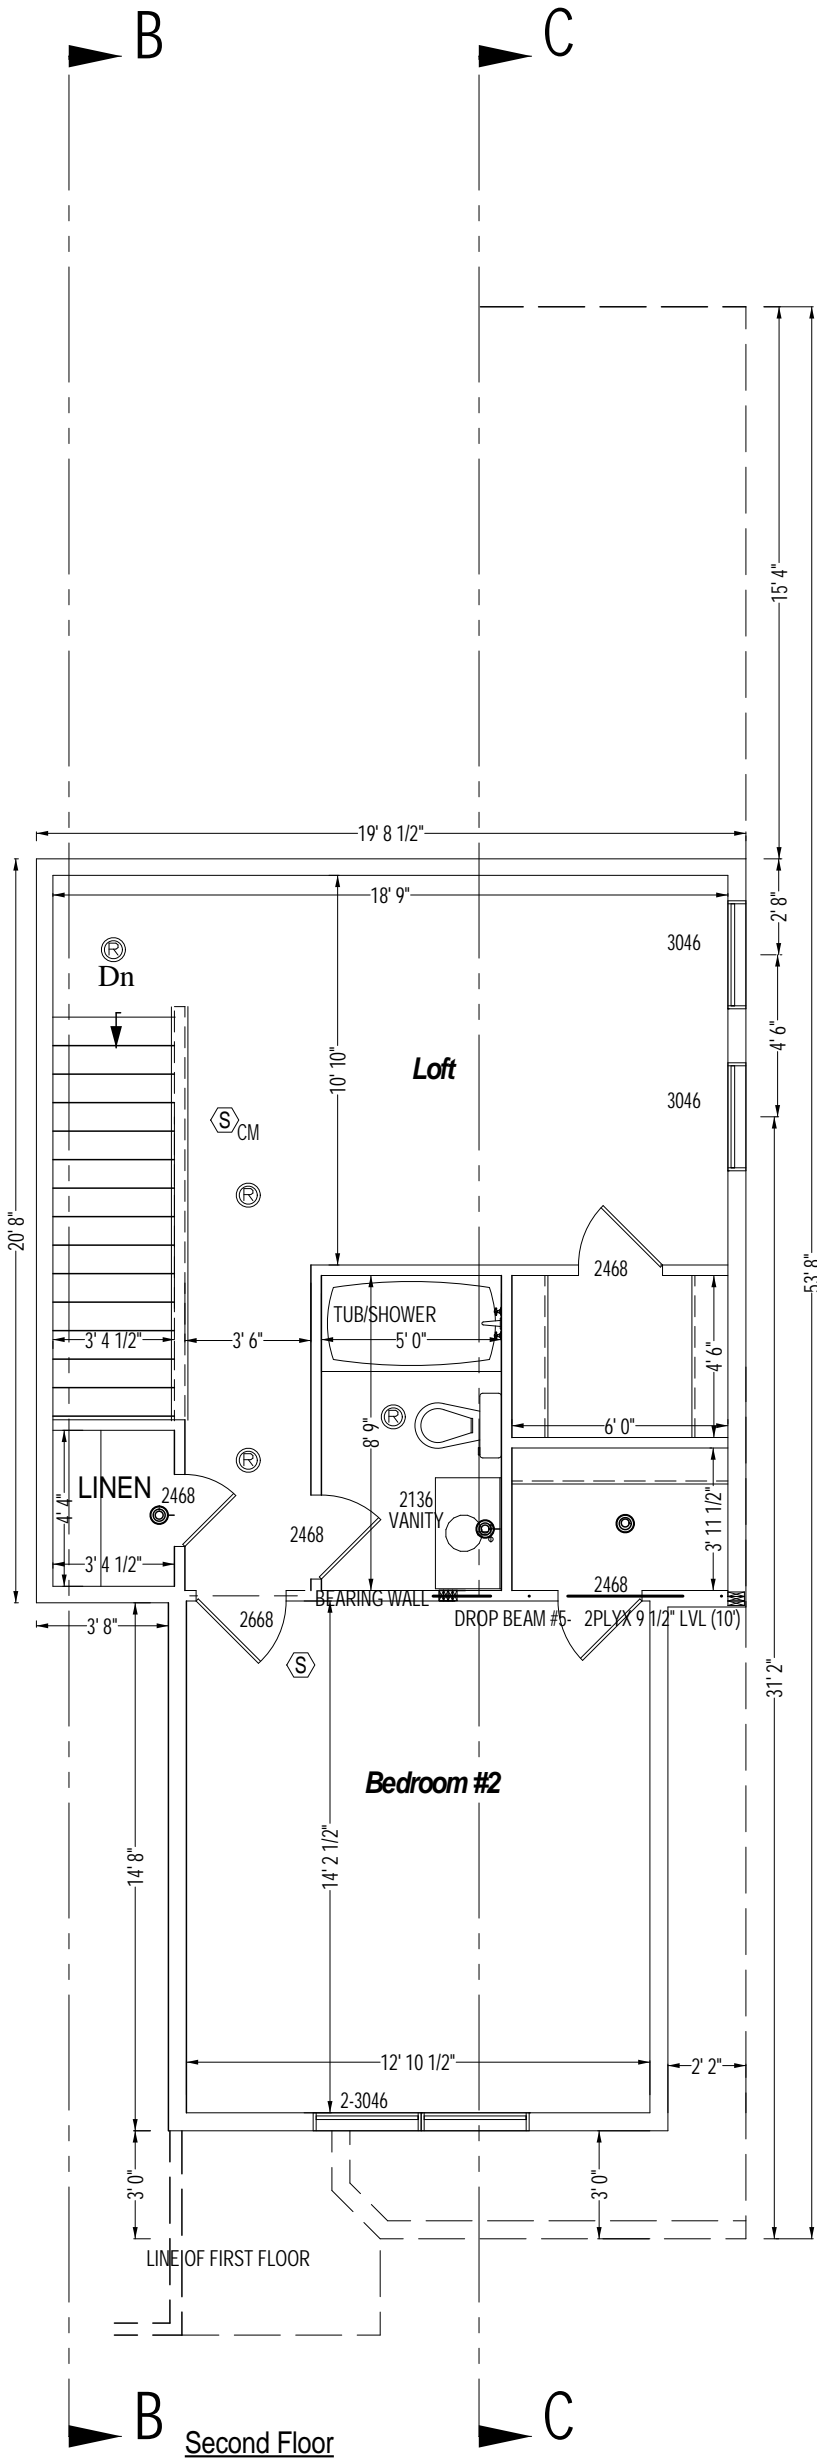 B
C
15' 4"
19' 8 1/2"
18' 9"
2' 8"
3046
R
Dn
4' 6"
10' 10"
Loft
3046
S
CM
R
20' 8"
53' 8"
2468
TUB/SHOWER
3' 4 1/2"
3' 6"
5' 0"
4' 6"
R
6' 0"
8' 9"
R
LINEN
2468
4' 4"
2136
VANITY
3' 11 1/2"
2468
3' 4 1/2"
2468
BEARING WALL
3' 8"
2668
DROP BEAM #5- 2PLYX 9 1/2" LVL (10')
S
31' 2"
Bedroom #2
14' 8"
14' 2 1/2"
12' 10 1/2"
2' 2"
2-3046
3' 0"
3' 0"
LINE OF FIRST FLOOR
B
C
Second Floor